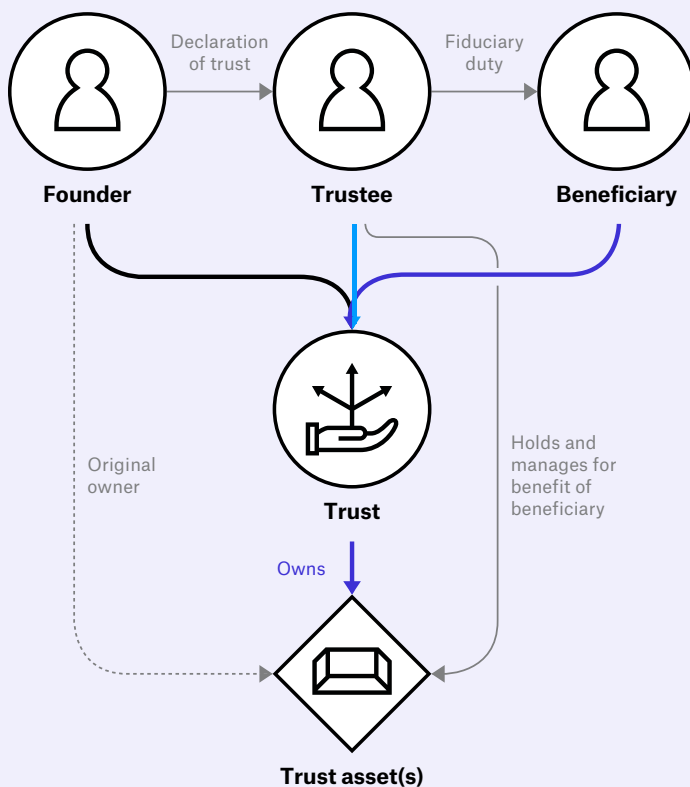 Declaration
of trust
Fiduciary
duty
Founder
Trustee
Beneficiary
Original
owner
Holds and
manages for
benefit of
beneficiary
Trust
Owns
Trust asset(s)